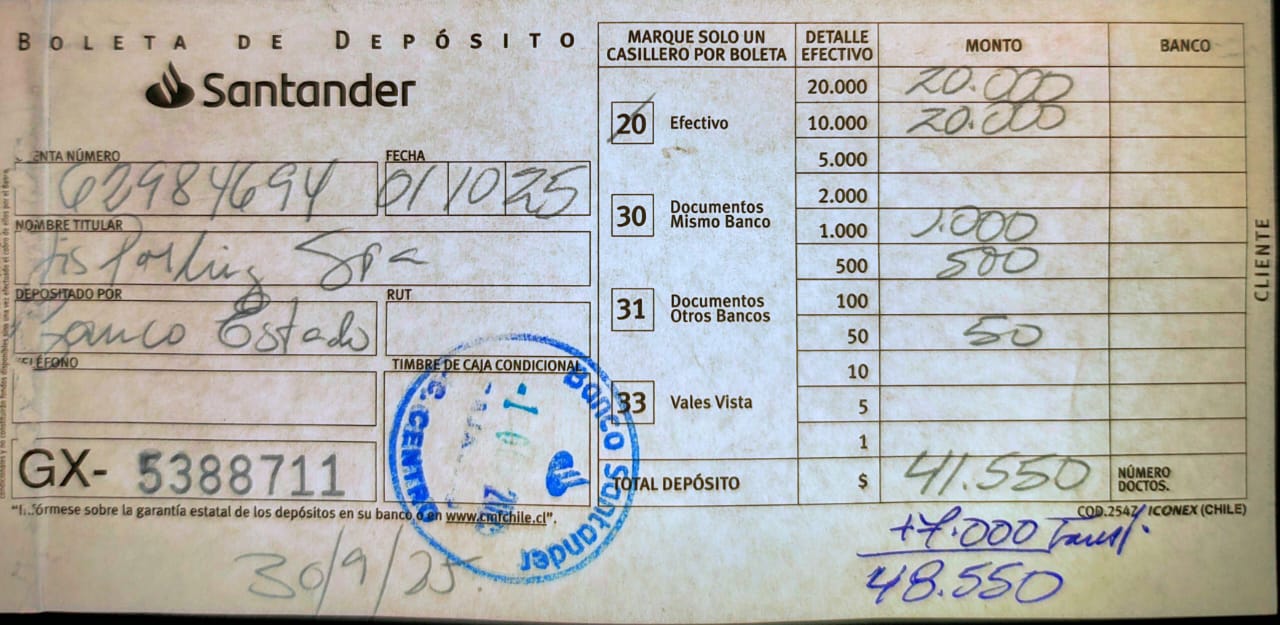 BOLETA DE DEPÓSITO
Santander
ENTA NÚMERO
62984694
FECHA
01 10 25
NOMBRE TITULAR
Spa
DEPOSITADO POR
Banco Estado
RUT
TELÉFONO
TIMBRE DE CAJA CONDICIONAL
GX- 5388711
"Infórmese sobre la garantía estatal de los depósitos en su banco o en www.cmfchile.cl".
30/9/25.
MARQUE SOLO UN
CASILLERO POR BOLETA
20 Efectivo
30 Documentos
Mismo Banco
31 Documentos
Otros Bancos
33 Vales Vista
DETALLE
EFECTIVO
MONTO
BANCO
20.000 20.000
10.000 20.000
5.000
2.000
1.000 1.000
500 500
100
50 50
10
5
1
TOTAL DEPÓSITO $ 41.550
NÚMERO
DOCTOS.
COD.2547 ICONEX (CHILE)
+7.000
48.550
CLIENTE
Banco Santander
C. CENTRO